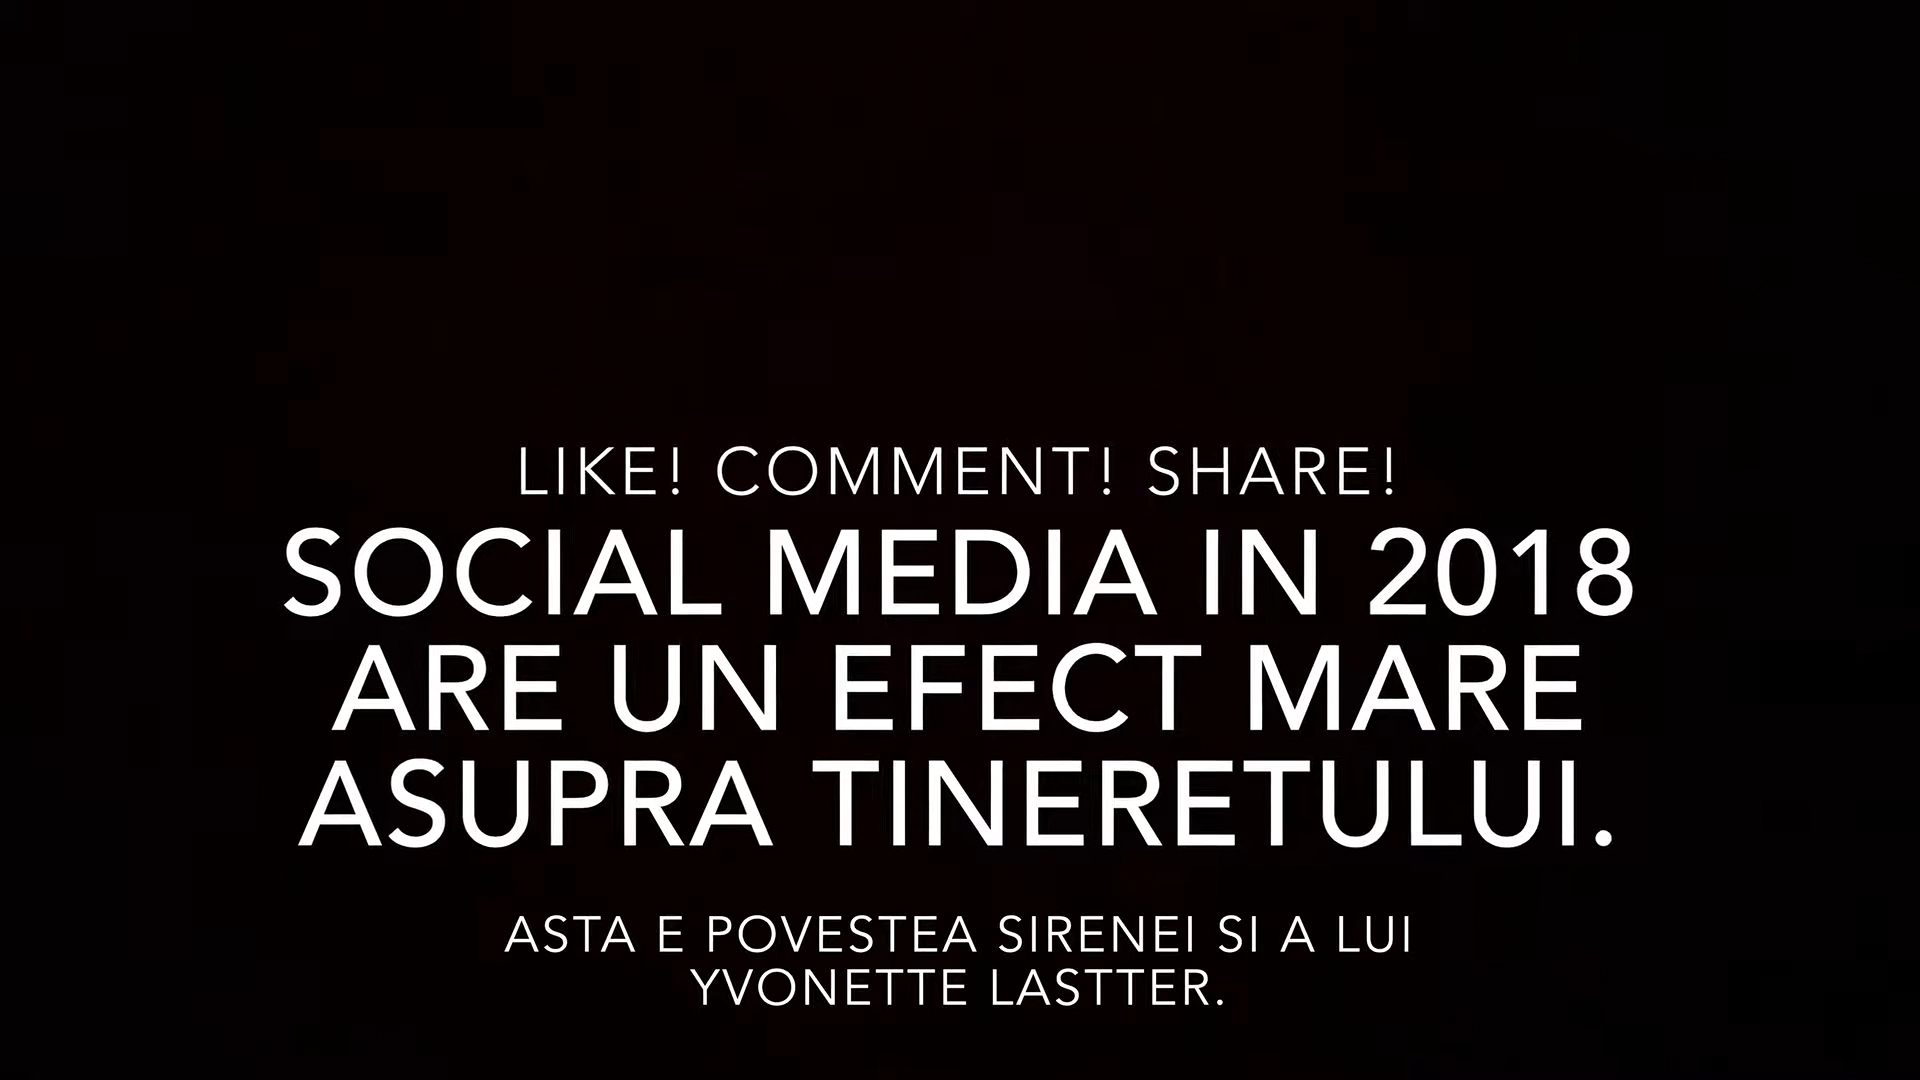 LIKE! COMMENT! SHARE!
SOCIAL MEDIA IN 2018
ARE UN EFECT MARE
ASUPRA TINERETULUI.
ASTA E POVESTEA SIRENEI SI A LUI
YVONETTE LASTTER.